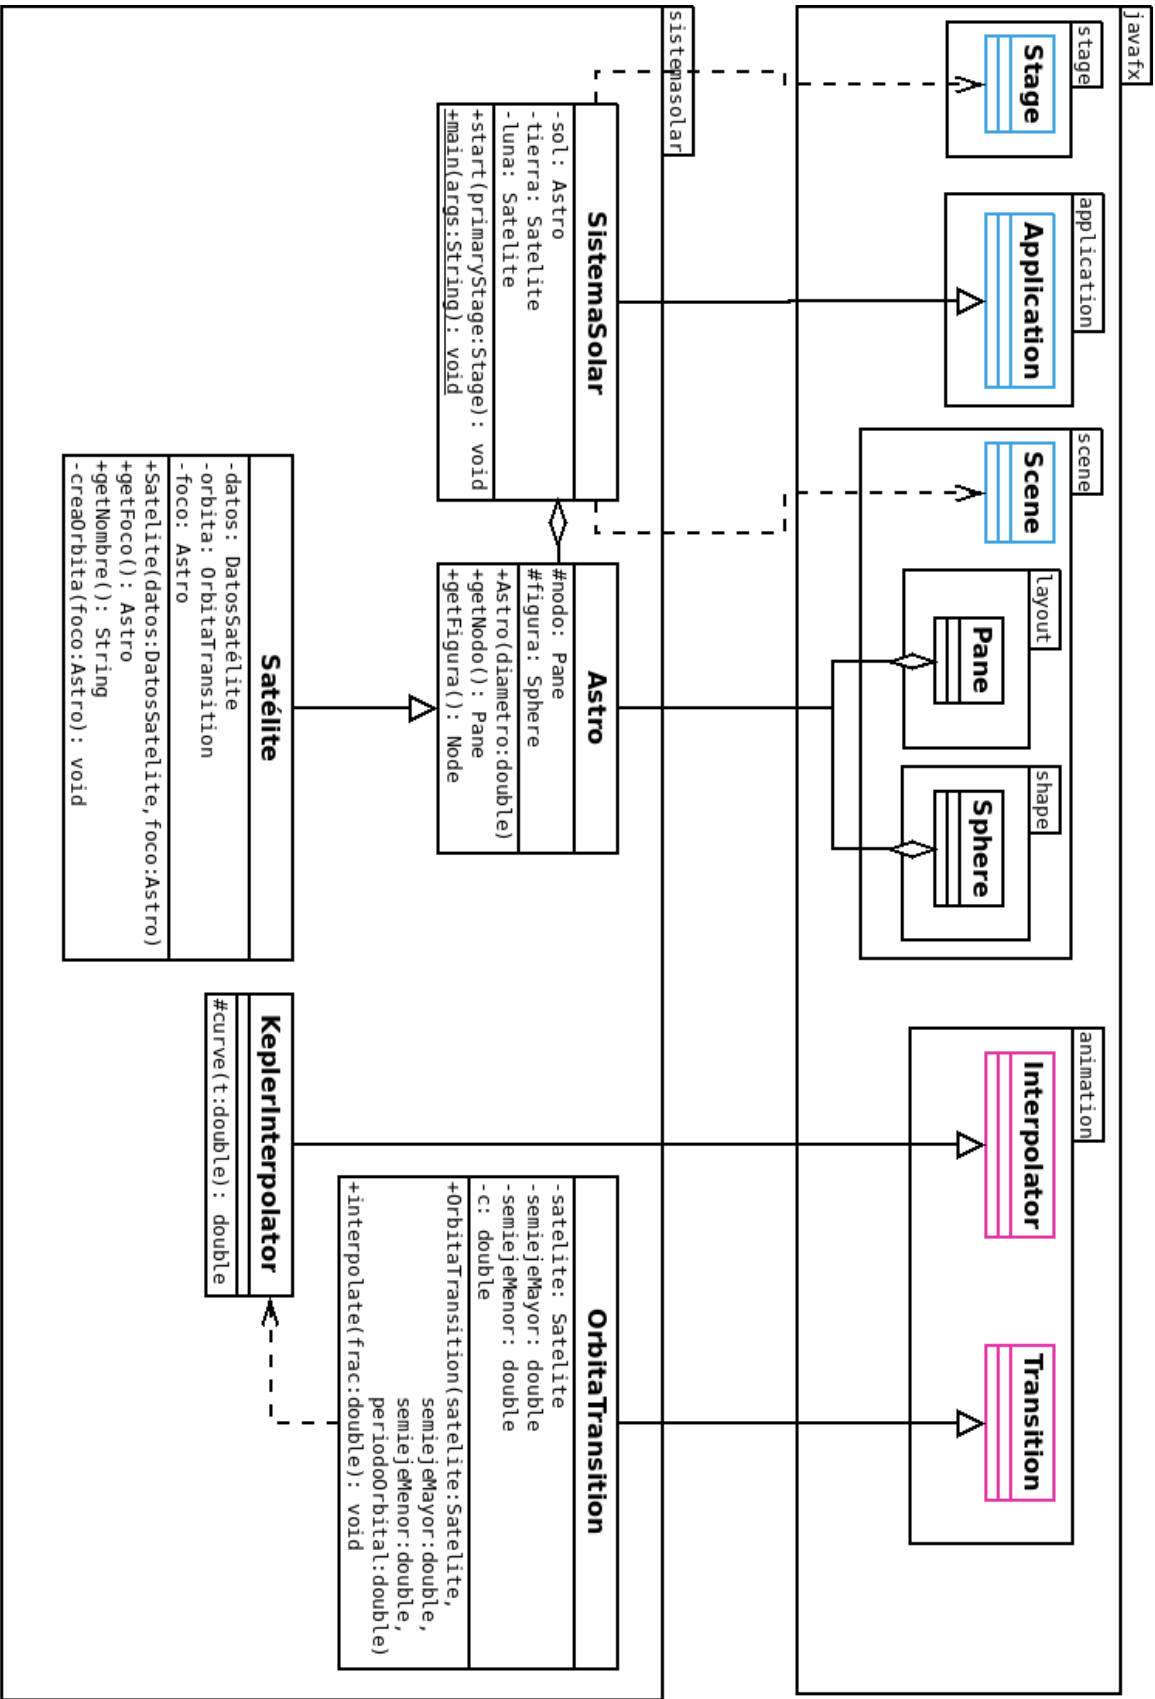 javafx
stage
Stage
application
Application
scene
Scene
layout
Pane
shape
Sphere
animation
Interpolator
Transition
sistemasolar
SistemaSolar
-sol: Astro
-tierra: Satelite
-luna: Satelite
+start(primaryStage:Stage): void
+main(args:String): void
Astro
#nodo: Pane
#figura: Sphere
+Astro(diametro:double)
+getNodo(): Pane
+getFigura(): Node
OrbitaTransition
-satelite: Satelite
-semiejeMayor: double
-semiejeMenor: double
-c: double
+OrbitaTransition(satelite:Satelite,
semiejeMayor:double,
semiejeMenor:double,
periodoOrbital:double)
+interpolate(frac:double): void
Satélite
-datos: DatosSatélite
-orbita: OrbitaTransition
-foco: Astro
+Satelite(datos:DatosSatelite,foco:Astro)
+getFoco(): Astro
+getNombre(): String
-creaOrbita(foco:Astro): void
KeplerInterpolator
#curve(t:double): double